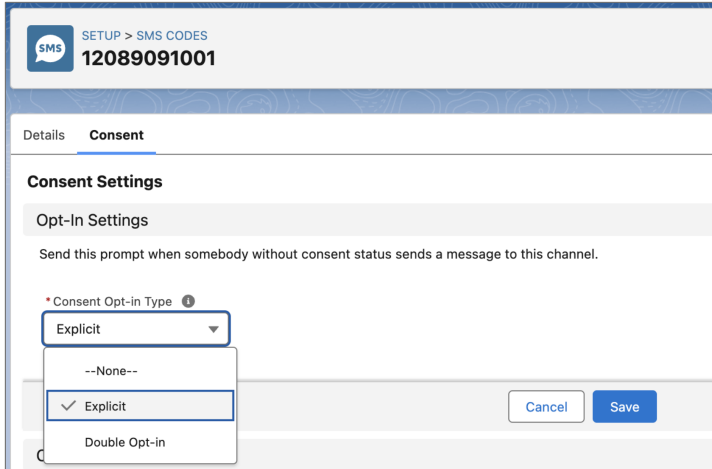 SMS
SETUP > SMS CODES
12089091001
Details Consent
Consent Settings
Opt-In Settings
Send this prompt when somebody without consent status sends a message to this channel.
* Consent Opt-in Type
Explicit
--None--
Explicit
Double Opt-in
Cancel Save